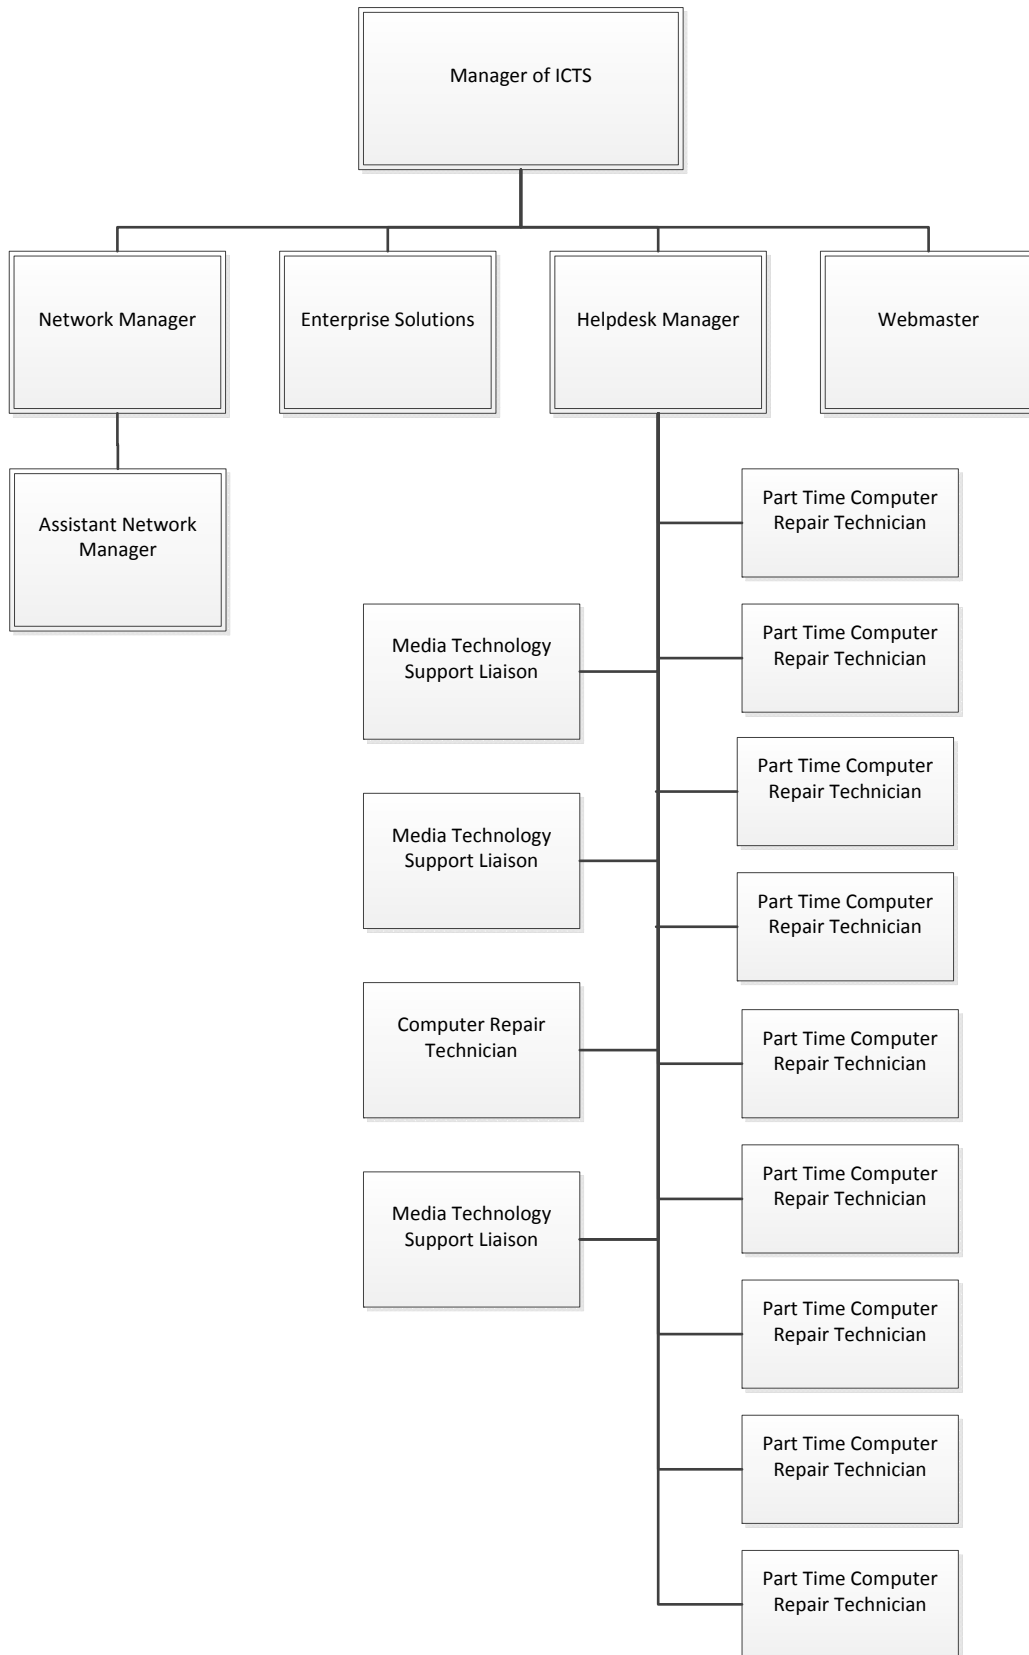 Manager of ICTS
Network Manager
Enterprise Solutions
Helpdesk Manager
Webmaster
Assistant Network
Manager
Part Time Computer
Repair Technician
Media Technology
Support Liaison
Part Time Computer
Repair Technician
Part Time Computer
Repair Technician
Media Technology
Support Liaison
Part Time Computer
Repair Technician
Computer Repair
Technician
Part Time Computer
Repair Technician
Part Time Computer
Repair Technician
Media Technology
Support Liaison
Part Time Computer
Repair Technician
Part Time Computer
Repair Technician
Part Time Computer
Repair Technician